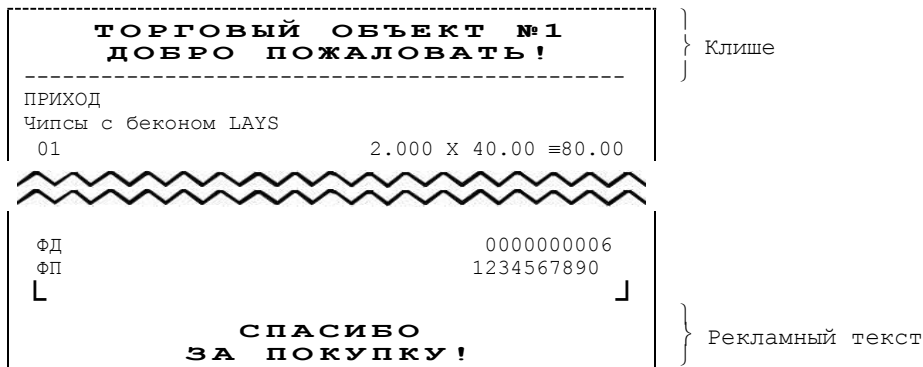 ТОРГОВЫЙ ОБЪЕКТ №1
ДОБРО ПОЖАЛОВАТЬ!
Клише
ПРИХОД
Чипсы с беконом LAYS
01 2.000 X 40.00 ≡80.00
ФД 0000000006
ФП 1234567890
СПАСИБО
ЗА ПОКУПКУ!
Рекламный текст